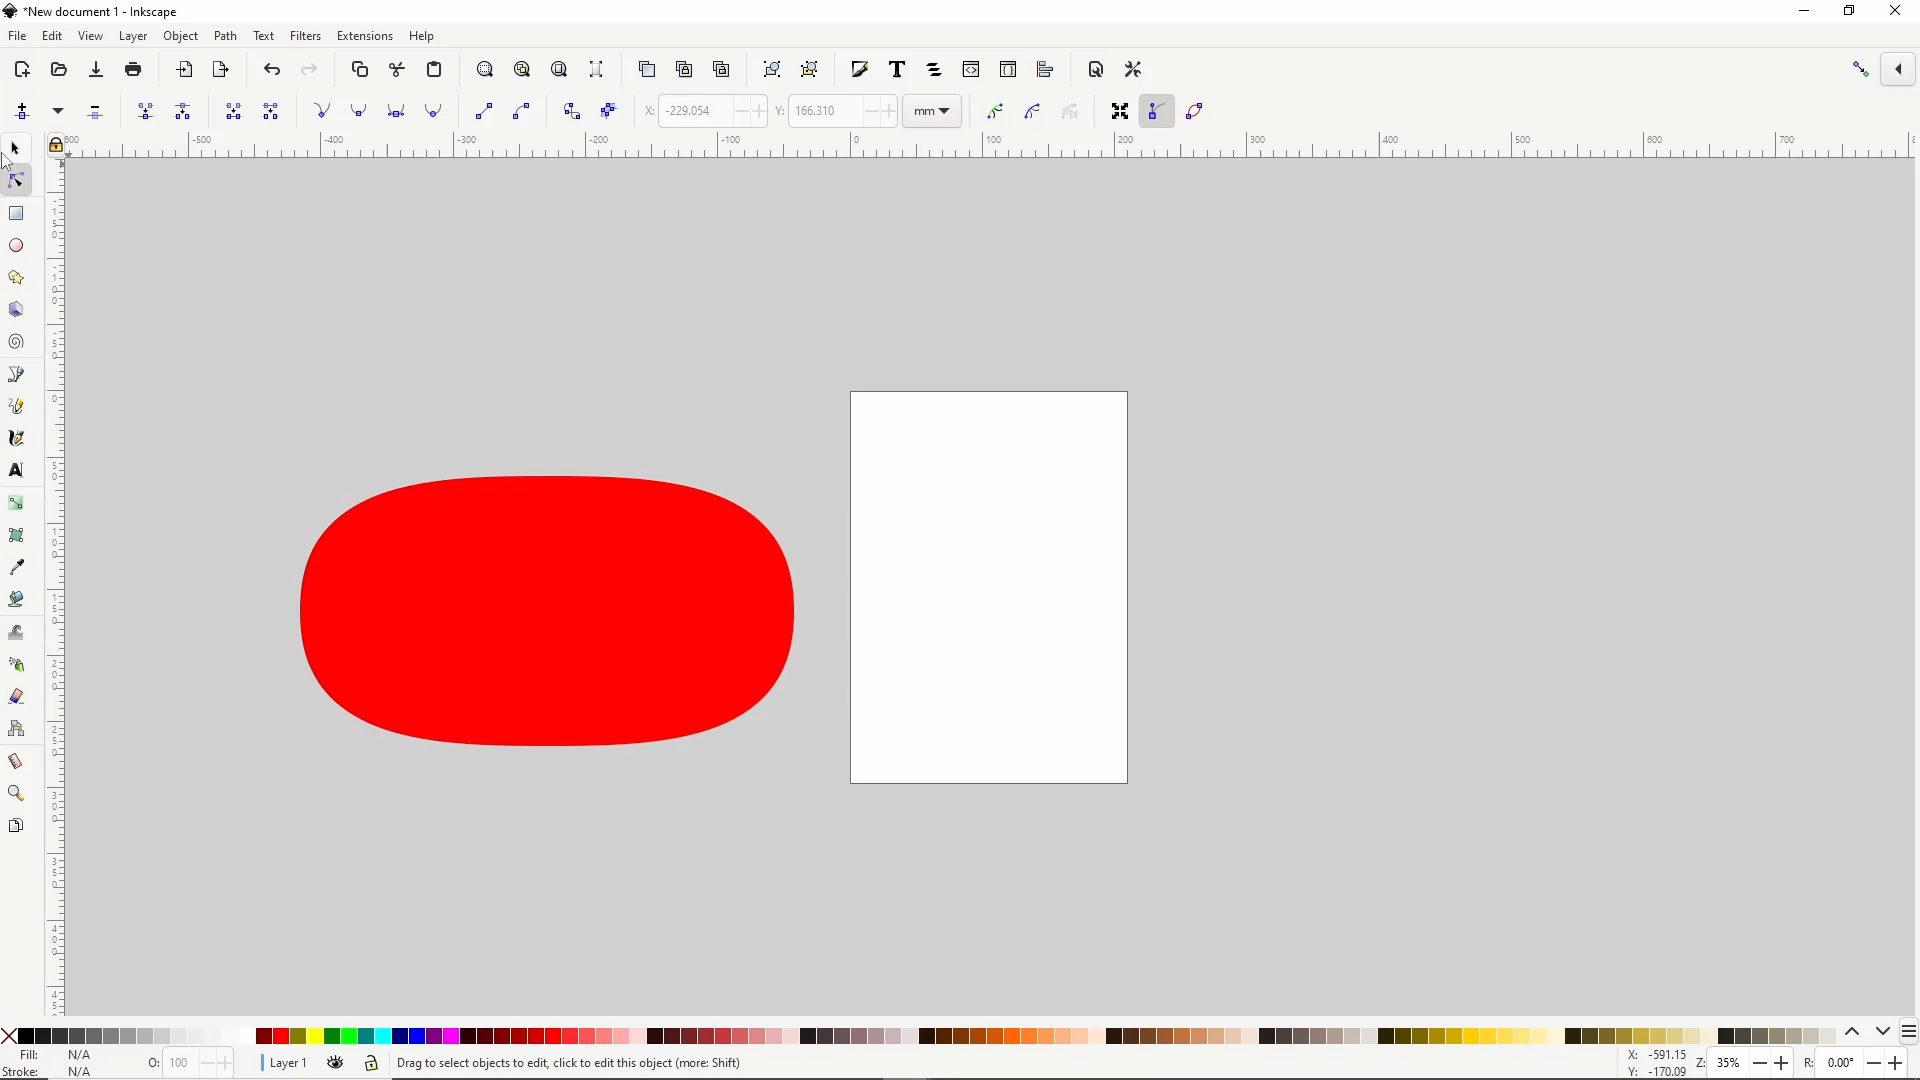 *New document 1 - Inkscape
File Edit View Layer Object Path Text Filters Extensions Help
X: -229.054 Y: 166.310 mm
-500 -400 -300 -200 -100 0 100 200 300 400 500 600 700
Fill: N/A O: 100 Layer 1 Drag to select objects to edit, click to edit this object (more: Shift) X: -591.15 Z: 35% R: 0.00°
Stroke: N/A Y: -170.09